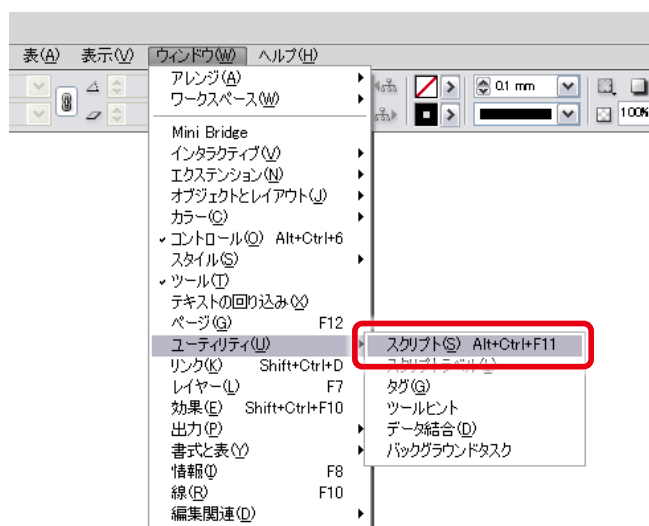 表(A) 表示(V) ウィンドウ(W) ヘルプ(H)
0.1 mm
100%
アレンジ(A)
ワークスペース(W)
Mini Bridge
インタラクティブ(V)
エクステンション(N)
オブジェクトとレイアウト(J)
カラー(C)
コントロール(O) Alt+Ctrl+6
スタイル(S)
ツール(T)
テキストの回り込み(X)
ページ(G) F12
ユーティリティ(U)
スクリプト(S) Alt+Ctrl+F11
リンク(K) Shift+Ctrl+D
スクリプトラベル(L)
レイヤー(L) F7
タグ(G)
効果(E) Shift+Ctrl+F10
ツールヒント
出力(P)
データ結合(D)
書式と表(Y)
バックグラウンドタスク
情報(I) F8
線(R) F10
編集関連(D)